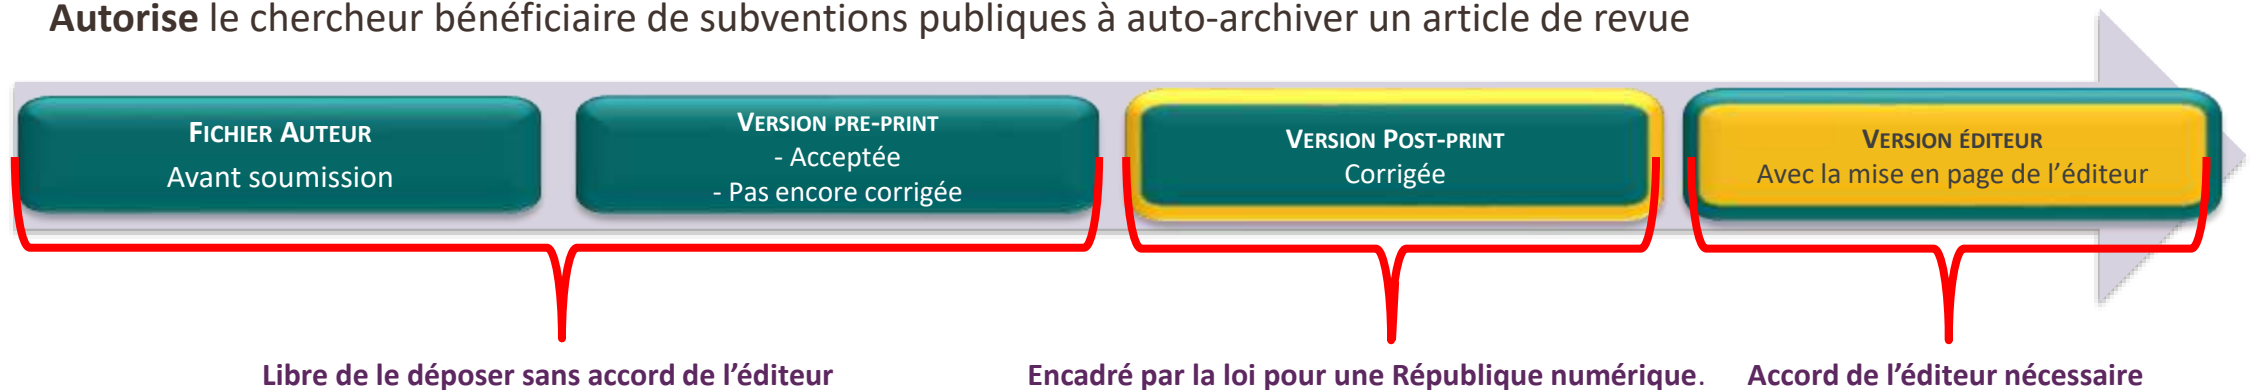 Autorise le chercheur bénéficiaire de subventions publiques à auto-archiver un article de revue
FICHIER AUTEUR
Avant soumission
VERSION PRE-PRINT
- Acceptée
- Pas encore corrigée
VERSION POST-PRINT
Corrigée
VERSION ÉDITEUR
Avec la mise en page de l’éditeur
Libre de le déposer sans accord de l’éditeur
Encadré par la loi pour une République numérique.
Accord de l’éditeur nécessaire